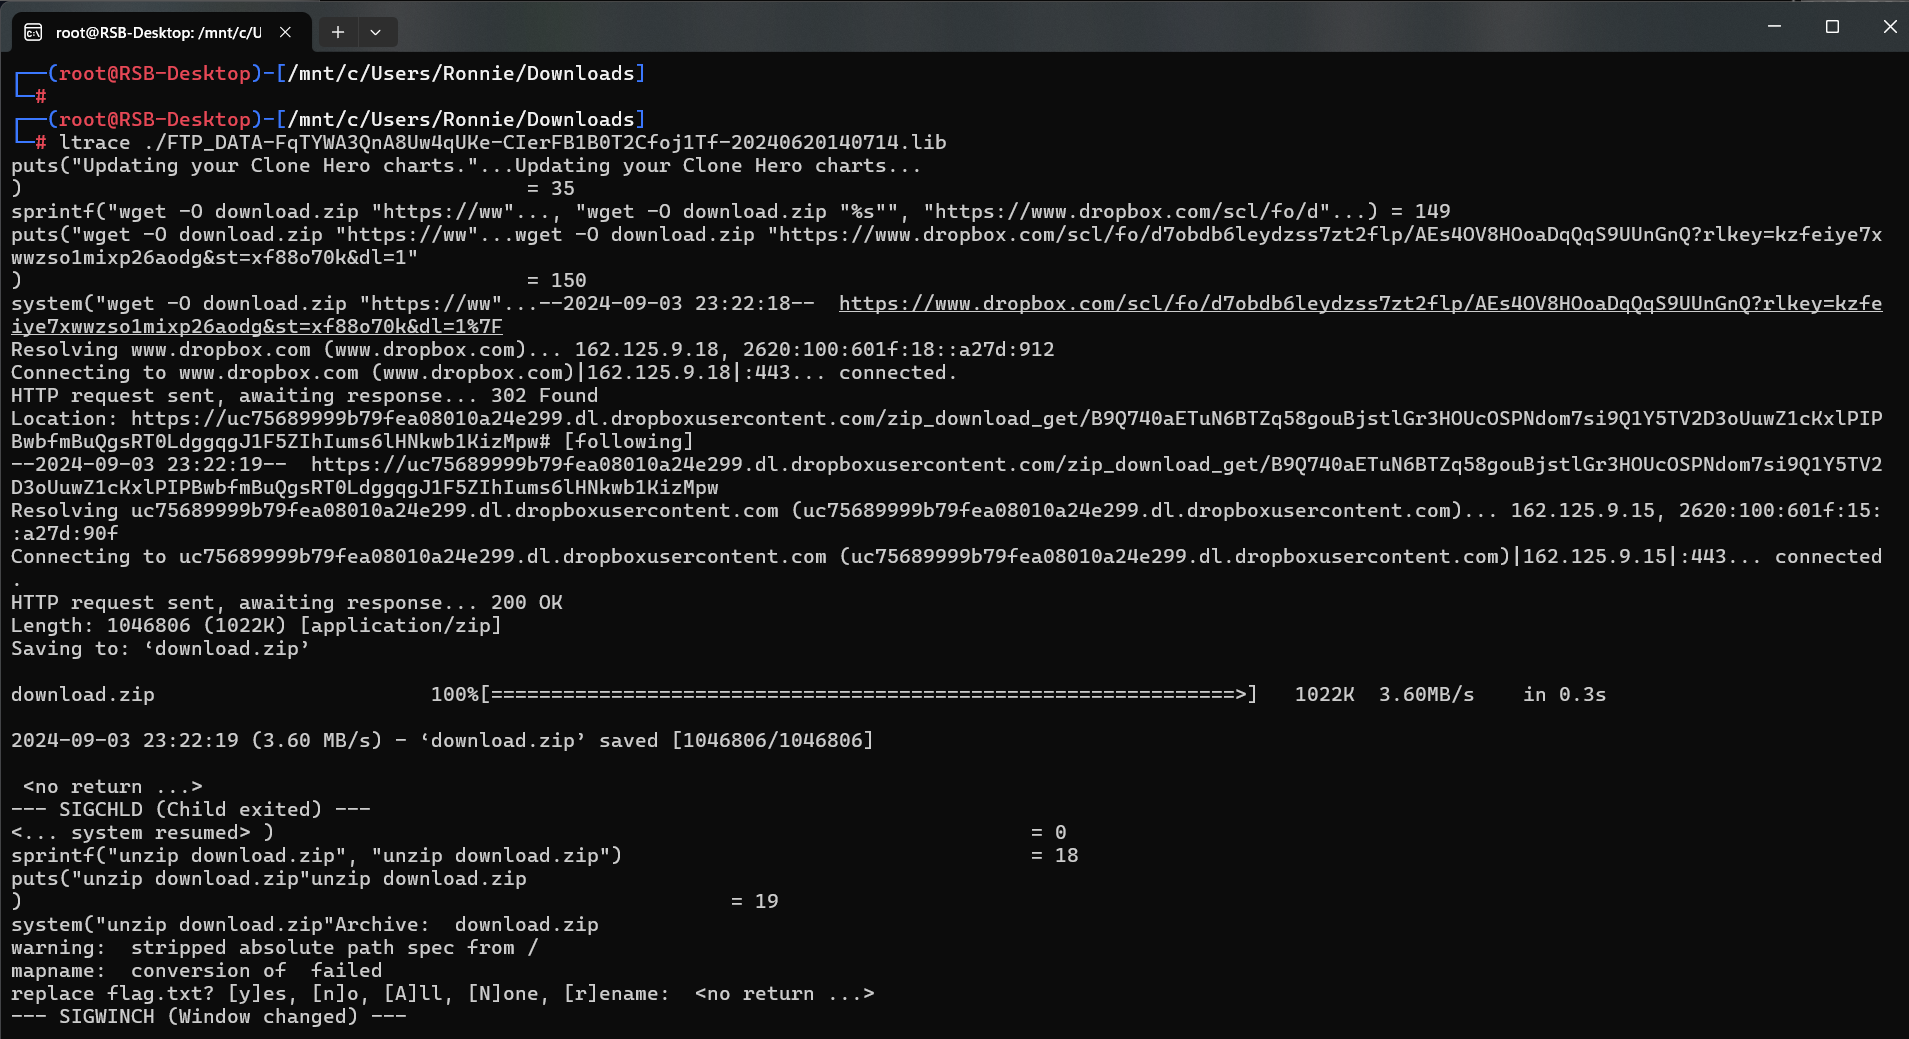 root@RSB-Desktop: /mnt/c/U
┌──(root@RSB-Desktop)-[/mnt/c/Users/Ronnie/Downloads]
└─#
┌──(root@RSB-Desktop)-[/mnt/c/Users/Ronnie/Downloads]
└─# ltrace ./FTP_DATA-FqTYWA3QnA8Uw4qUKe-CIerFB1B0T2Cfoj1Tf-20240620140714.lib
puts("Updating your Clone Hero charts."...Updating your Clone Hero charts...
) = 35
sprintf("wget -O download.zip "https://ww"..., "wget -O download.zip "%s"", "https://www.dropbox.com/scl/fo/d"...) = 149
puts("wget -O download.zip "https://ww"...wget -O download.zip "https://www.dropbox.com/scl/fo/d7obdb6leydzss7zt2flp/AEs4OV8HOoaDqQqS9UUnGnQ?rlkey=kzfeiye7x
wwzso1mixp26aodg&st=xf88o70k&dl=1"
) = 150
system("wget -O download.zip "https://ww"...--2024-09-03 23:22:18--  https://www.dropbox.com/scl/fo/d7obdb6leydzss7zt2flp/AEs4OV8HOoaDqQqS9UUnGnQ?rlkey=kzfe
iye7xwwzso1mixp26aodg&st=xf88o70k&dl=1%7F
Resolving www.dropbox.com (www.dropbox.com)... 162.125.9.18, 2620:100:601f:18::a27d:912
Connecting to www.dropbox.com (www.dropbox.com)|162.125.9.18|:443... connected.
HTTP request sent, awaiting response... 302 Found
Location: https://uc75689999b79fea08010a24e299.dl.dropboxusercontent.com/zip_download_get/B9Q740aETuN6BTZq58gouBjstlGr3HOUcOSPNdom7si9Q1Y5TV2D3oUuwZ1cKxlPIP
BwbfmBuQgsRT0LdggqgJ1F5ZIhIums6lHNkwb1KizMpw# [following]
--2024-09-03 23:22:19--  https://uc75689999b79fea08010a24e299.dl.dropboxusercontent.com/zip_download_get/B9Q740aETuN6BTZq58gouBjstlGr3HOUcOSPNdom7si9Q1Y5TV2
D3oUuwZ1cKxlPIPBwbfmBuQgsRT0LdggqgJ1F5ZIhIums6lHNkwb1KizMpw
Resolving uc75689999b79fea08010a24e299.dl.dropboxusercontent.com (uc75689999b79fea08010a24e299.dl.dropboxusercontent.com)... 162.125.9.15, 2620:100:601f:15:
:a27d:90f
Connecting to uc75689999b79fea08010a24e299.dl.dropboxusercontent.com (uc75689999b79fea08010a24e299.dl.dropboxusercontent.com)|162.125.9.15|:443... connected
.
HTTP request sent, awaiting response... 200 OK
Length: 1046806 (1022K) [application/zip]
Saving to: ‘download.zip’
download.zip 100%[==============================================================>] 1022K 3.60MB/s in 0.3s
2024-09-03 23:22:19 (3.60 MB/s) - ‘download.zip’ saved [1046806/1046806]
<no return ...>
--- SIGCHLD (Child exited) ---
<... system resumed> ) = 0
sprintf("unzip download.zip", "unzip download.zip") = 18
puts("unzip download.zip"unzip download.zip
) = 19
system("unzip download.zip"Archive:  download.zip
warning:  stripped absolute path spec from /
mapname:  conversion of  failed
replace flag.txt? [y]es, [n]o, [A]ll, [N]one, [r]ename:  <no return ...>
--- SIGWINCH (Window changed) ---